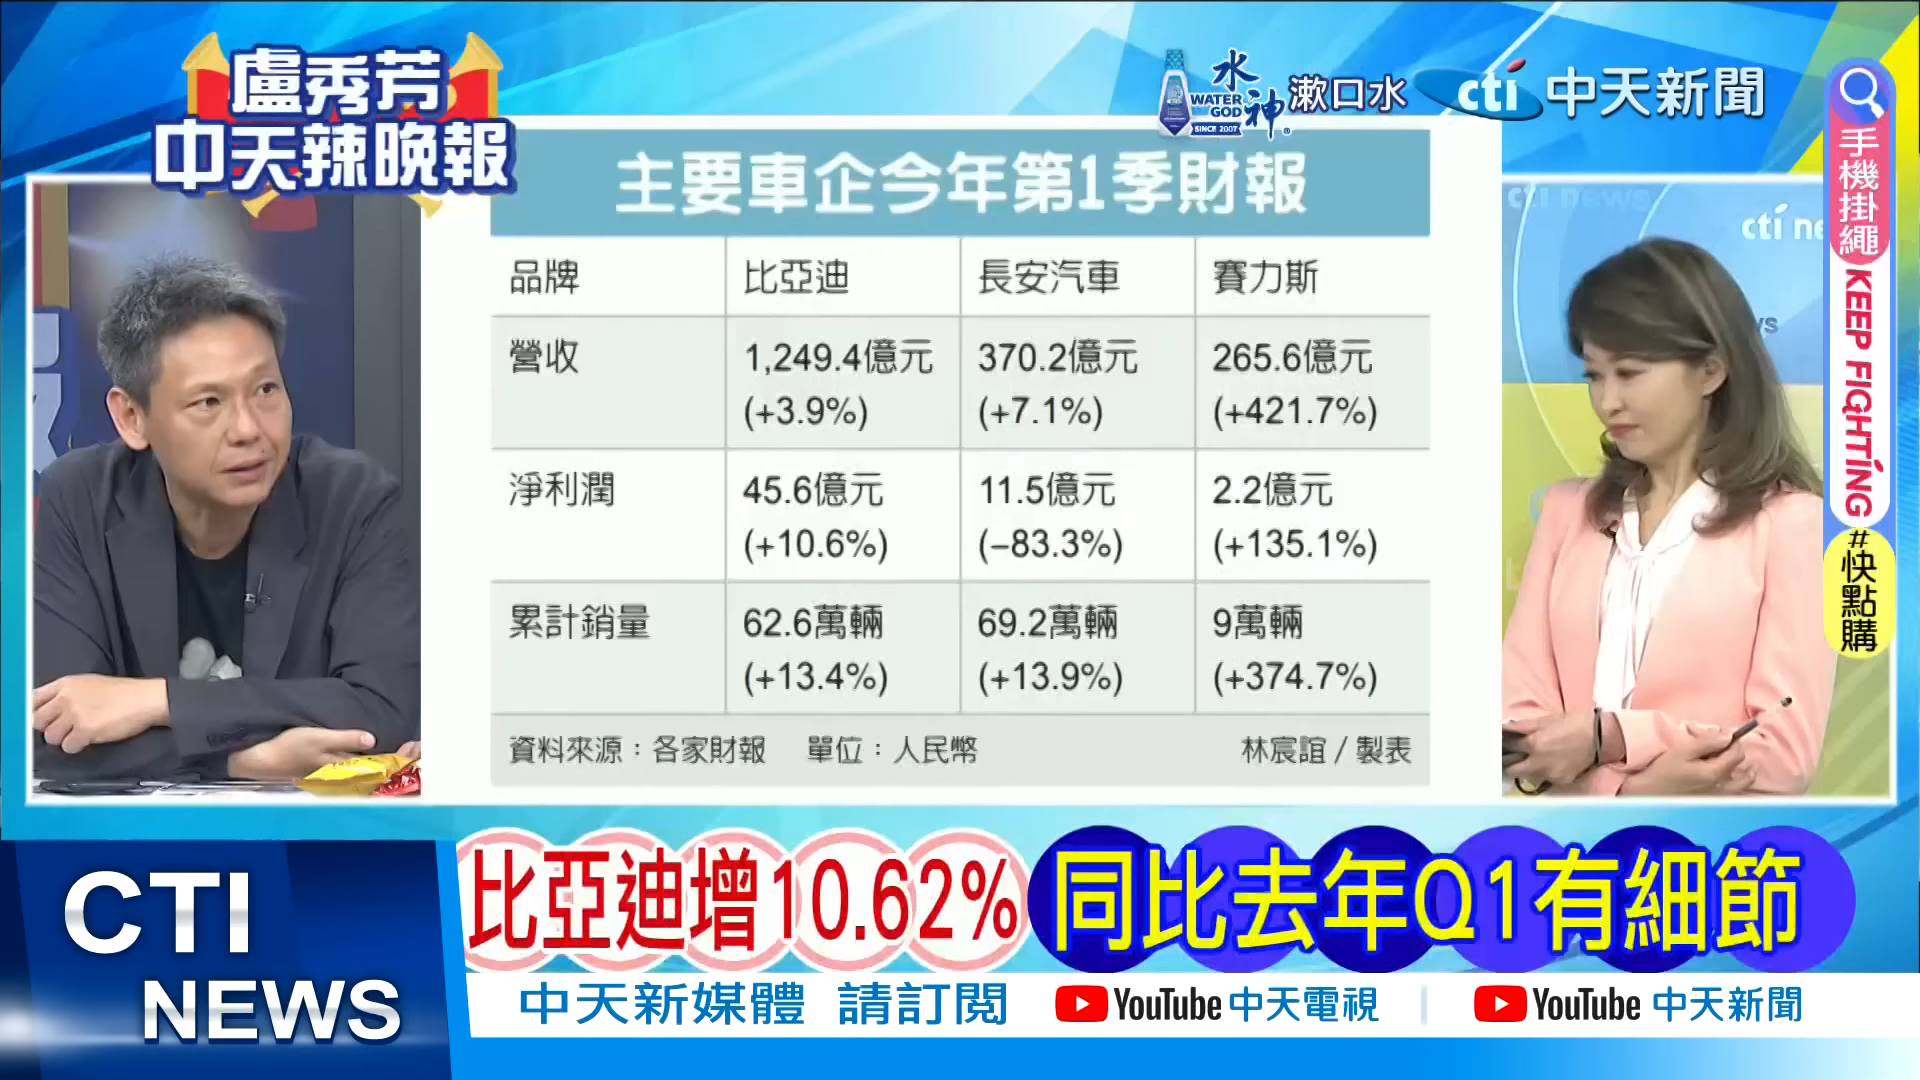 盧秀芳
中天辣晚報
水神
WATER GOD
SINCE 2007
漱口水
cti 中天新聞
手機掛繩
KEEP FIGHTING
#快點購
cti news
cti ne
主要車企今年第1季財報
品牌 比亞迪 長安汽車 賽力斯
營收 1,249.4億元 370.2億元 265.6億元
(+3.9%) (+7.1%) (+421.7%)
淨利潤 45.6億元 11.5億元 2.2億元
(+10.6%) (−83.3%) (+135.1%)
累計銷量 62.6萬輛 69.2萬輛 9萬輛
(+13.4%) (+13.9%) (+374.7%)
資料來源：各家財報 單位：人民幣 林宸誼／製表
比亞迪增10.62% 同比去年Q1有細節
CTI
NEWS
中天新媒體 請訂閱 YouTube 中天電視 YouTube 中天新聞